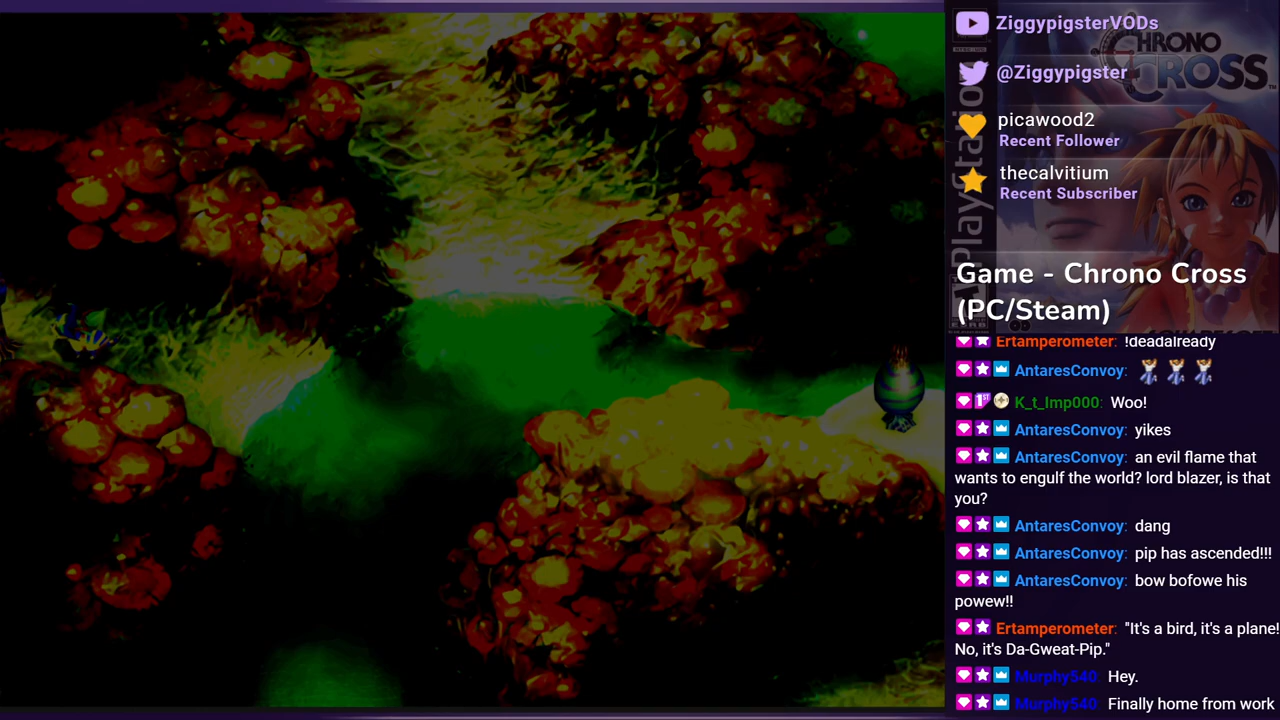 ZiggypigsterVODs
@Ziggypigster
picawood2
Recent Follower
thecalvitium
Recent Subscriber
PlayStation
CHRONO
CROSS
Game - Chrono Cross
(PC/Steam)
Ertamperometer: !deadalready
AntaresConvoy:
K_t_Imp000: Woo!
AntaresConvoy: yikes
AntaresConvoy: an evil flame that
wants to engulf the world? lord blazer, is that
you?
AntaresConvoy: dang
AntaresConvoy: pip has ascended!!!
AntaresConvoy: bow bofowe his
powew!!
Ertamperometer: "It's a bird, it's a plane!
No, it's Da-Gweat-Pip."
Murphy540: Hey.
Murphy540: Finally home from work